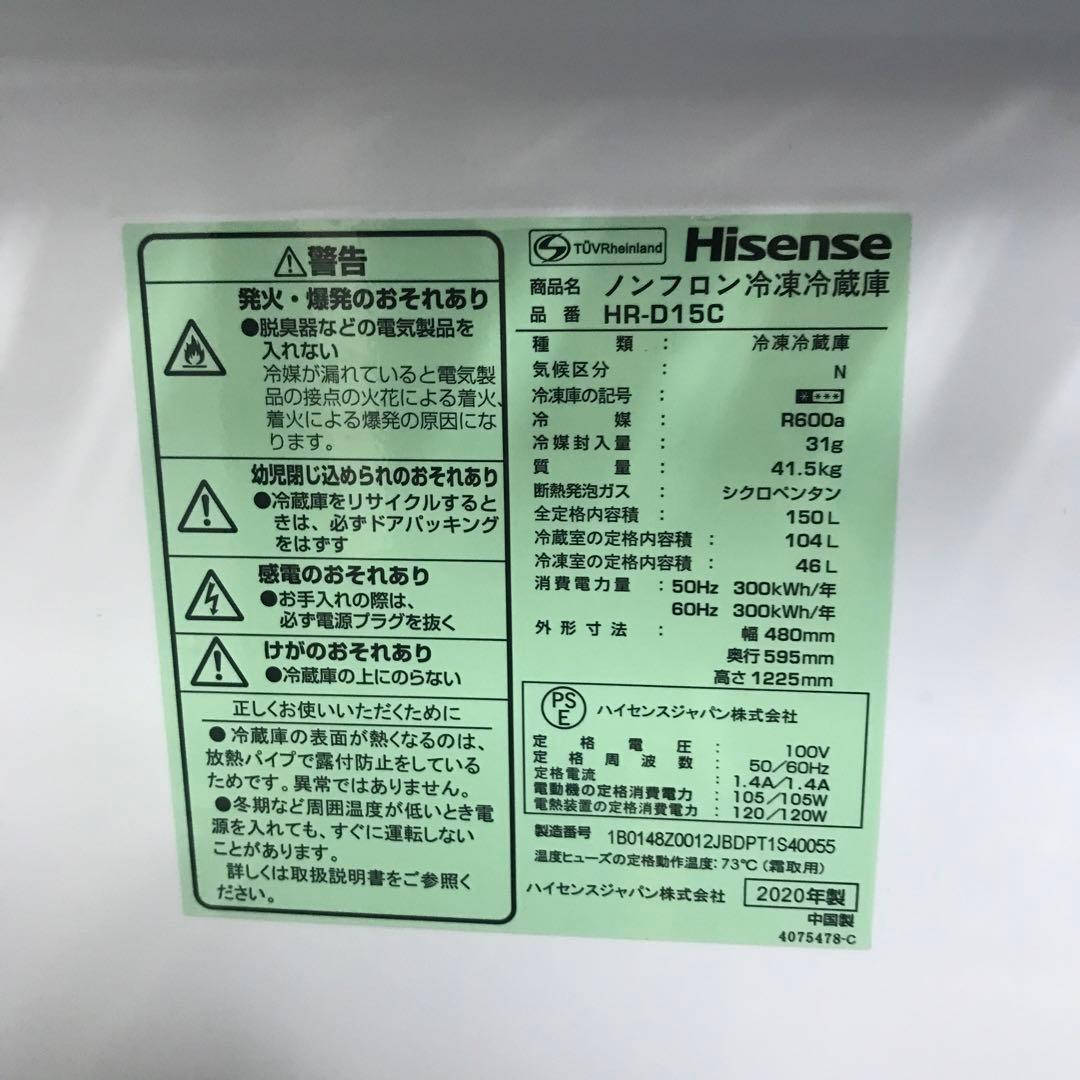 ⚠警告
発火・爆発のおそれあり
●脱臭器などの電気製品を
入れない
冷媒が漏れていると電気製
品の接点の火花による着火、
着火による爆発の原因にな
ります。
幼児閉じ込められのおそれあり
●冷蔵庫をリサイクルすると
きは、必ずドアパッキング
をはずす
感電のおそれあり
●お手入れの際は、
必ず電源プラグを抜く
けがのおそれあり
●冷蔵庫の上にのらない
正しくお使いいただくために
●冷蔵庫の表面が熱くなるのは、
放熱パイプで露付防止をしている
ためです。異常ではありません。
●冬期など周囲温度が低いとき電
源を入れても、すぐに運転しない
ことがあります。
詳しくは取扱説明書をご参照く
ださい。
TÜVRheinland Hisense
商品名 ノンフロン冷凍冷蔵庫
品番 HR-D15C
種類 : 冷凍冷蔵庫
気候区分 : N
冷凍庫の記号 : ****
冷媒 : R600a
冷媒封入量 : 31g
質量 : 41.5kg
断熱発泡ガス : シクロペンタン
全定格内容積 : 150L
冷蔵室の定格内容積 : 104L
冷凍室の定格内容積 : 46L
消費電力量 : 50Hz 300kWh/年
60Hz 300kWh/年
外形寸法 : 幅 480mm
奥行 595mm
高さ 1225mm
PSE ハイセンスジャパン株式会社
定格電圧 : 100V
定格周波数 : 50/60Hz
定格電流 : 1.4A/1.4A
電動機の定格消費電力 : 105/105W
電熱装置の定格消費電力 : 120/120W
製造番号 1B0148Z0012JBDPT1S40055
温度ヒューズの定格動作温度:73℃(霜取用)
ハイセンスジャパン株式会社 2020年製
中国製
4075478-C